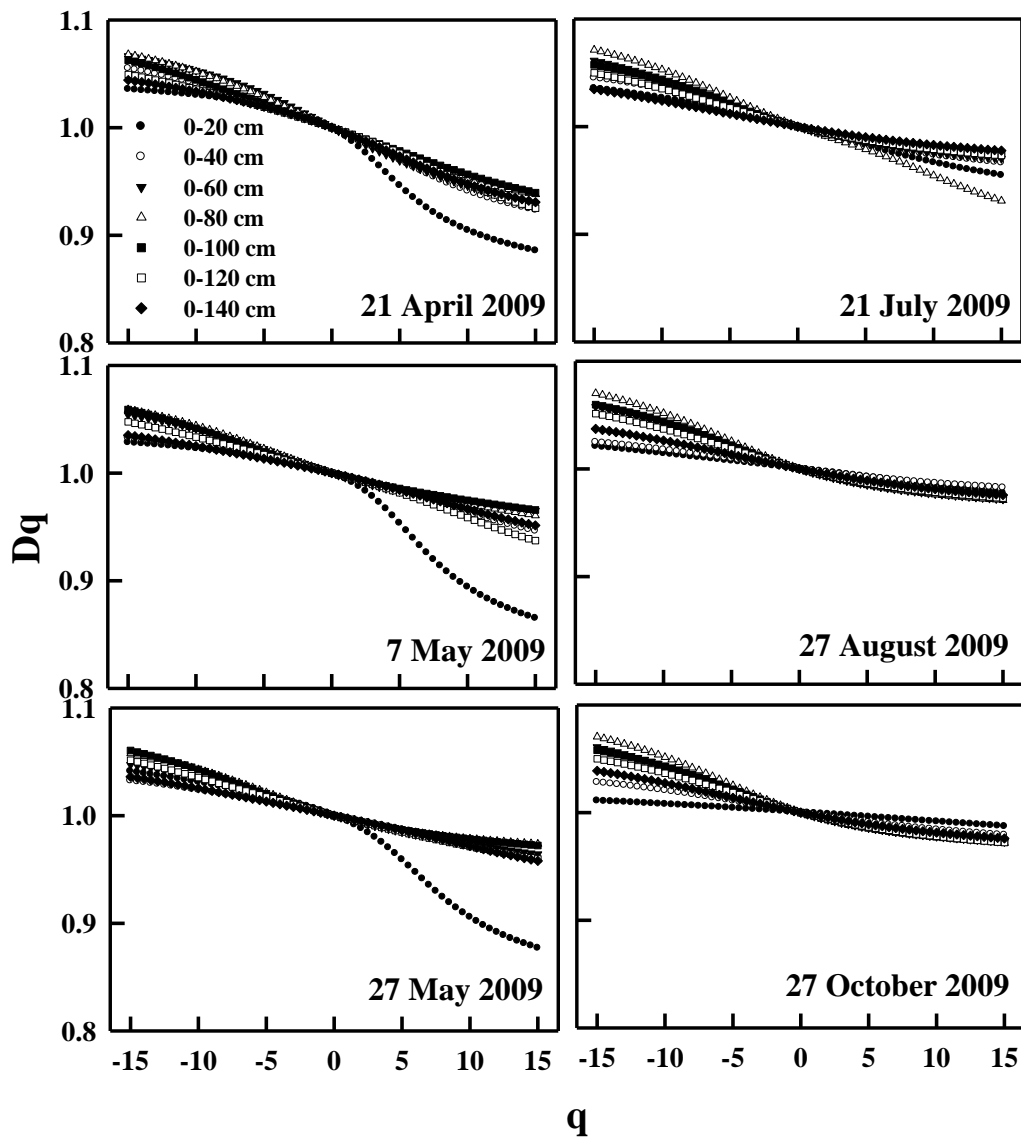 1.1
1.0
0.9
0.8
0-20 cm
0-40 cm
0-60 cm
0-80 cm
0-100 cm
0-120 cm
0-140 cm
21 April 2009
21 July 2009
1.1
1.0
0.9
0.8
7 May 2009
27 August 2009
Dq
1.1
1.0
0.9
0.8
27 May 2009
27 October 2009
-15 -10 -5 0 5 10 15
-15 -10 -5 0 5 10 15
q